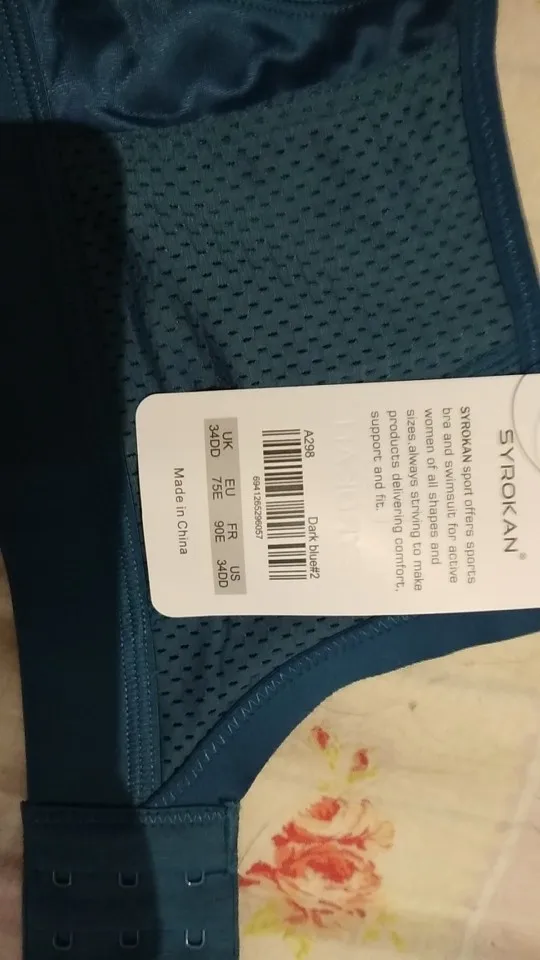 SYROKAN®
SYROKAN sport offers sports
bra and swimsuit for active
women of all shapes and
sizes.always striving to make
products delivering comfort,
support and fit.
A298 Dark blue#2
6941265296057
UK EU FR US
34DD 75E 90E 34DD
Made in China